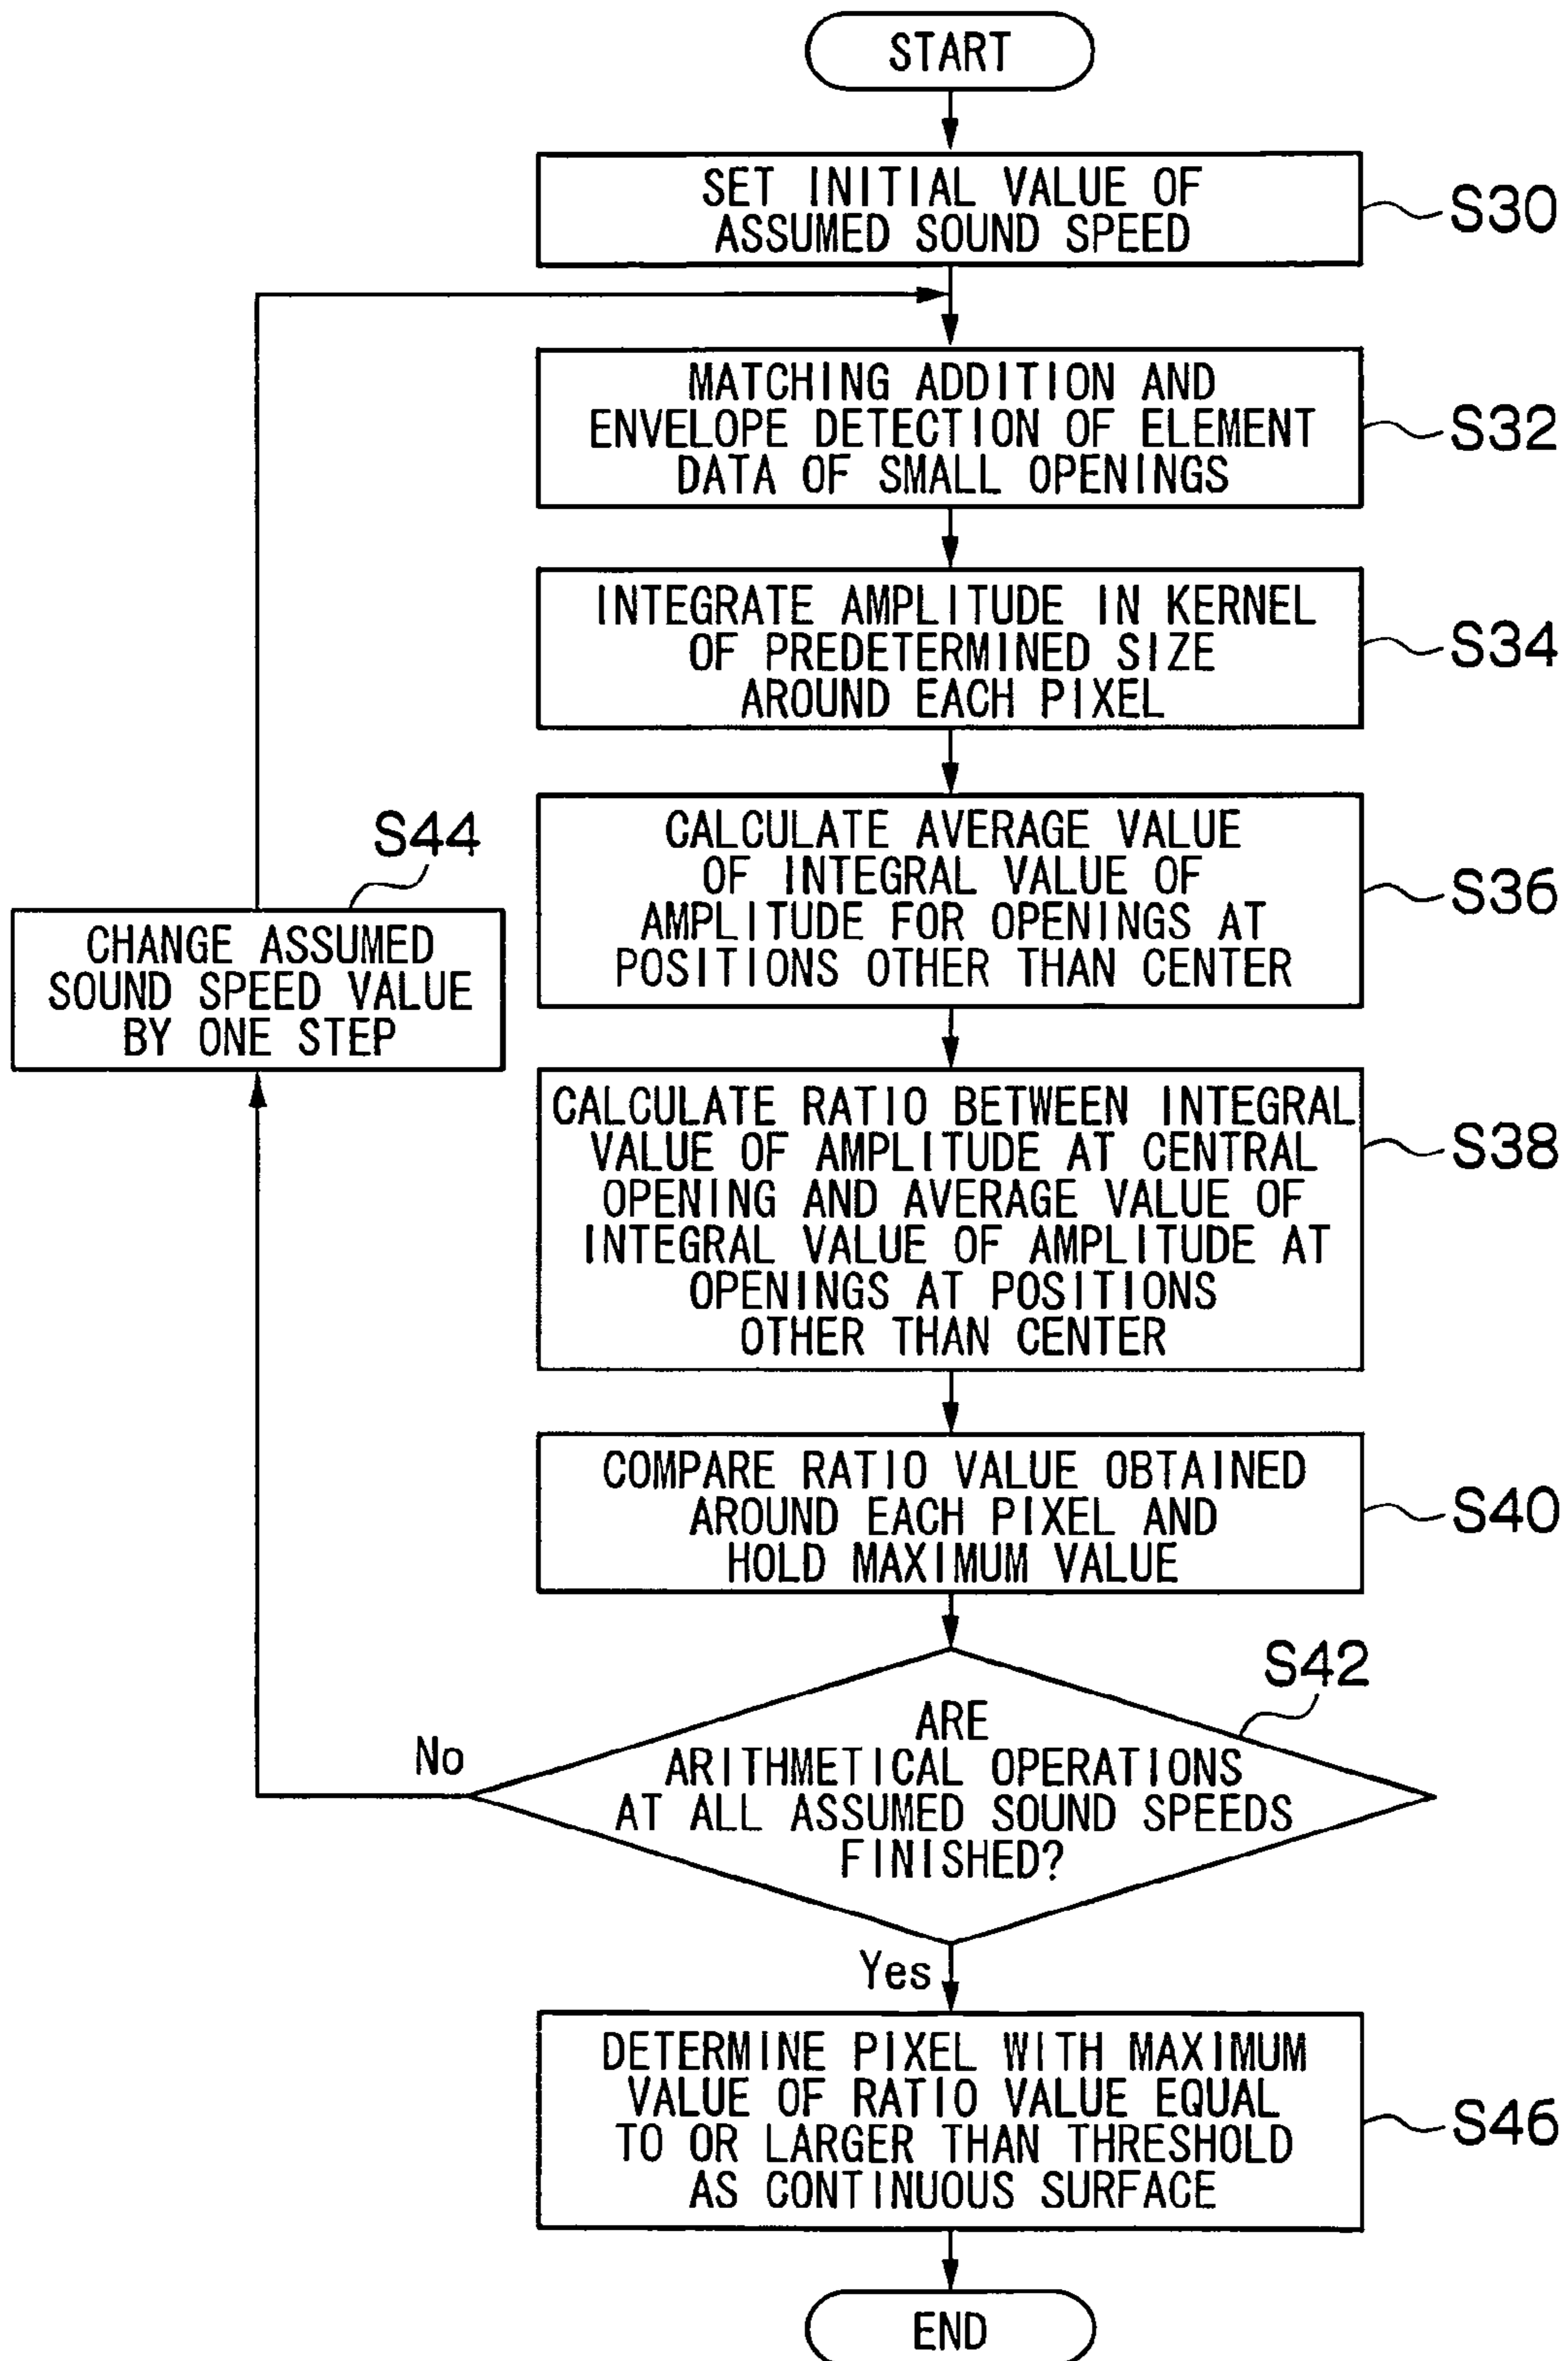 START
SET INITIAL VALUE OF
ASSUMED SOUND SPEED
S30
MATCHING ADDITION AND
ENVELOPE DETECTION OF ELEMENT
DATA OF SMALL OPENINGS
S32
INTEGRATE AMPLITUDE IN KERNEL
OF PREDETERMINED SIZE
AROUND EACH PIXEL
S34
CALCULATE AVERAGE VALUE
OF INTEGRAL VALUE OF
AMPLITUDE FOR OPENINGS AT
POSITIONS OTHER THAN CENTER
S36
S44
CHANGE ASSUMED
SOUND SPEED VALUE
BY ONE STEP
CALCULATE RATIO BETWEEN INTEGRAL
VALUE OF AMPLITUDE AT CENTRAL
OPENING AND AVERAGE VALUE OF
INTEGRAL VALUE OF AMPLITUDE AT
OPENINGS AT POSITIONS
OTHER THAN CENTER
S38
COMPARE RATIO VALUE OBTAINED
AROUND EACH PIXEL AND
HOLD MAXIMUM VALUE
S40
S42
ARE
ARITHMETICAL OPERATIONS
AT ALL ASSUMED SOUND SPEEDS
FINISHED?
No
Yes
DETERMINE PIXEL WITH MAXIMUM
VALUE OF RATIO VALUE EQUAL
TO OR LARGER THAN THRESHOLD
AS CONTINUOUS SURFACE
S46
END